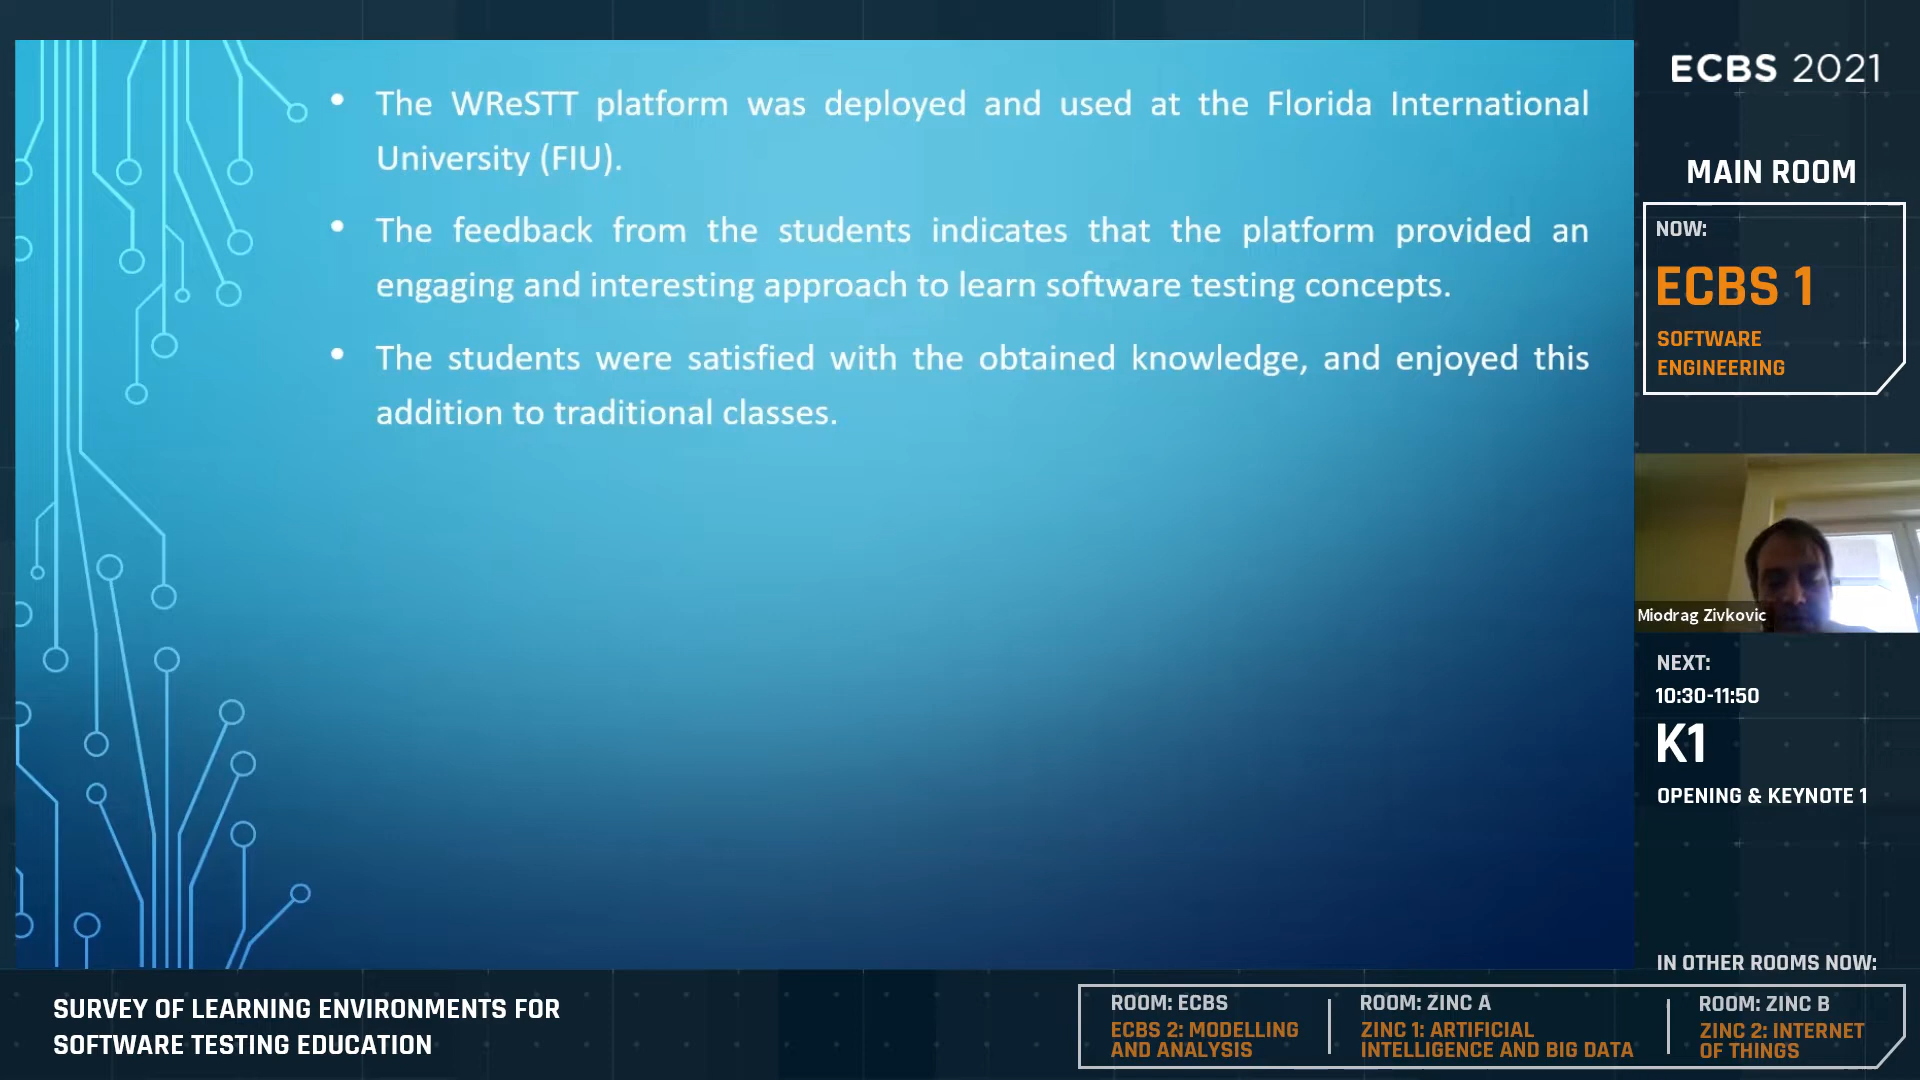 • The WReSTT platform was deployed and used at the Florida International
University (FIU).
• The feedback from the students indicates that the platform provided an
engaging and interesting approach to learn software testing concepts.
• The students were satisfied with the obtained knowledge, and enjoyed this
addition to traditional classes.
ECBS 2021
MAIN ROOM
NOW:
ECBS 1
SOFTWARE
ENGINEERING
Miodrag Zivkovic
NEXT:
10:30-11:50
K1
OPENING & KEYNOTE 1
IN OTHER ROOMS NOW:
SURVEY OF LEARNING ENVIRONMENTS FOR
SOFTWARE TESTING EDUCATION
ROOM: ECBS
ECBS 2: MODELLING
AND ANALYSIS
ROOM: ZINC A
ZINC 1: ARTIFICIAL
INTELLIGENCE AND BIG DATA
ROOM: ZINC B
ZINC 2: INTERNET
OF THINGS